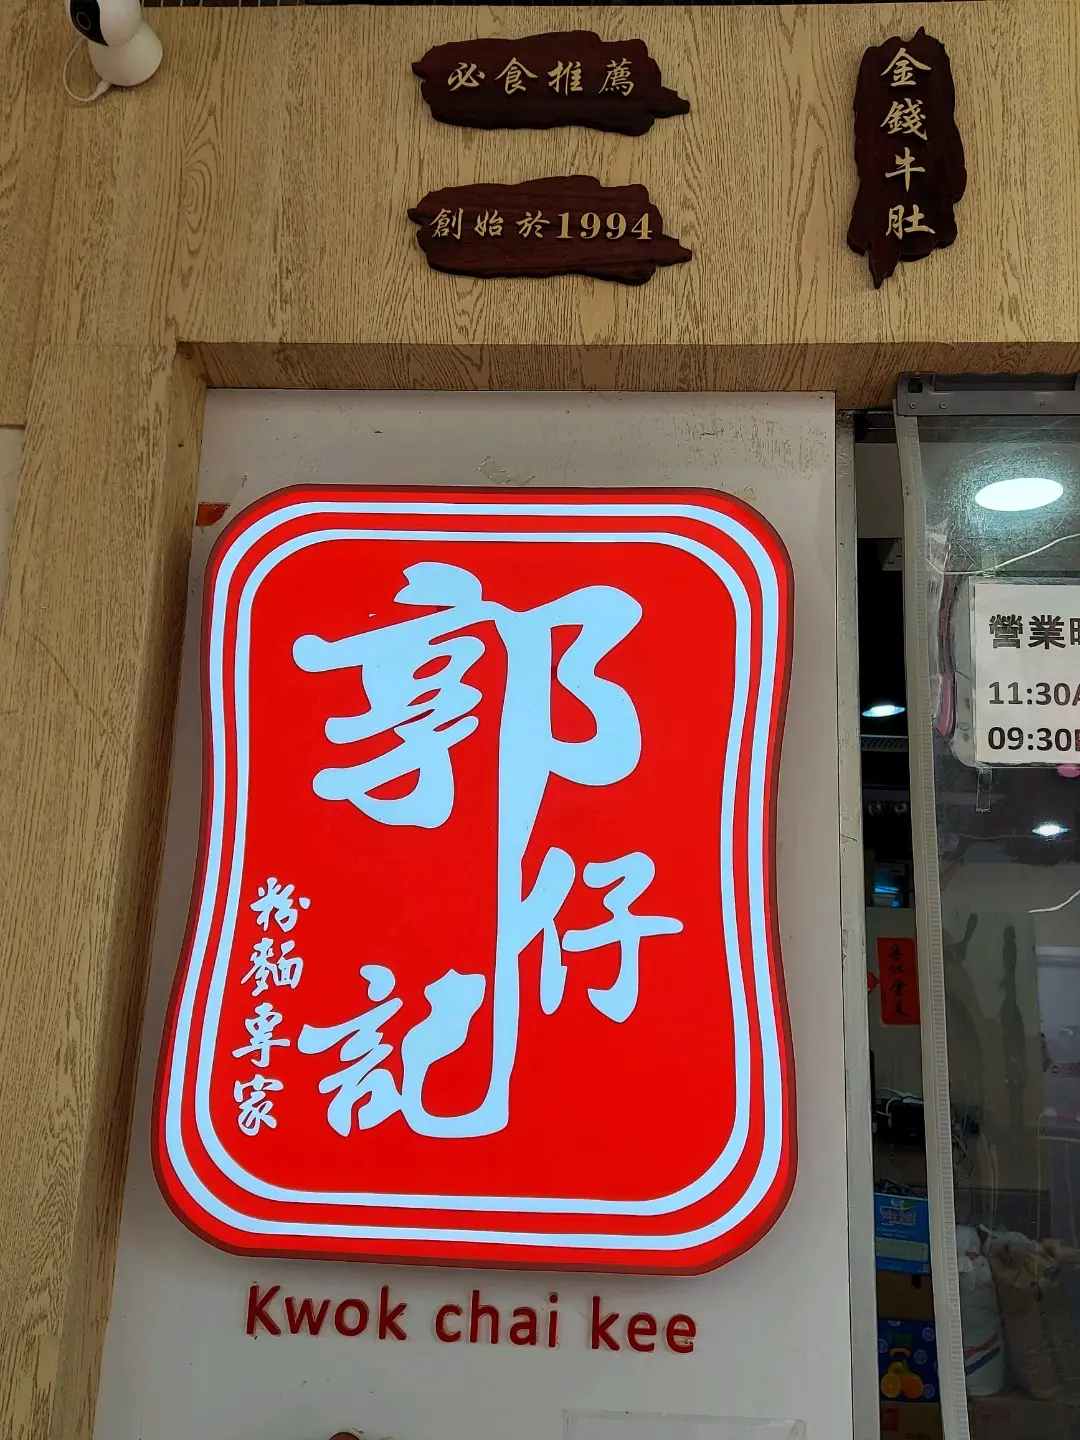 必食推薦
創始於1994
金錢牛肚
郭仔記
粉麵專家
Kwok chai kee
營業時
11:30A
09:30